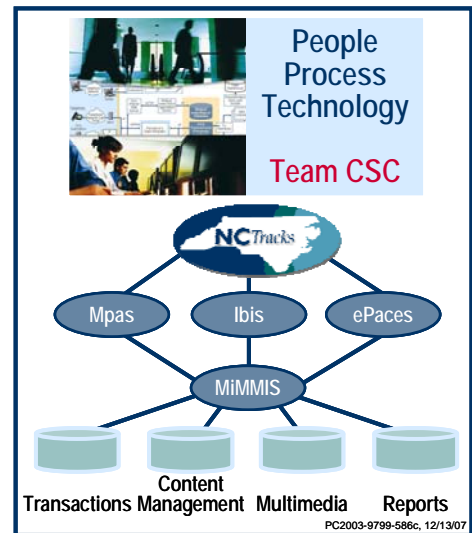 People
Process
Technology
Team CSC
NCTracks
Mpas
Ibis
ePaces
MiMMIS
Transactions
Content
Management
Multimedia
Reports
PC2003-9799-586c, 12/13/07